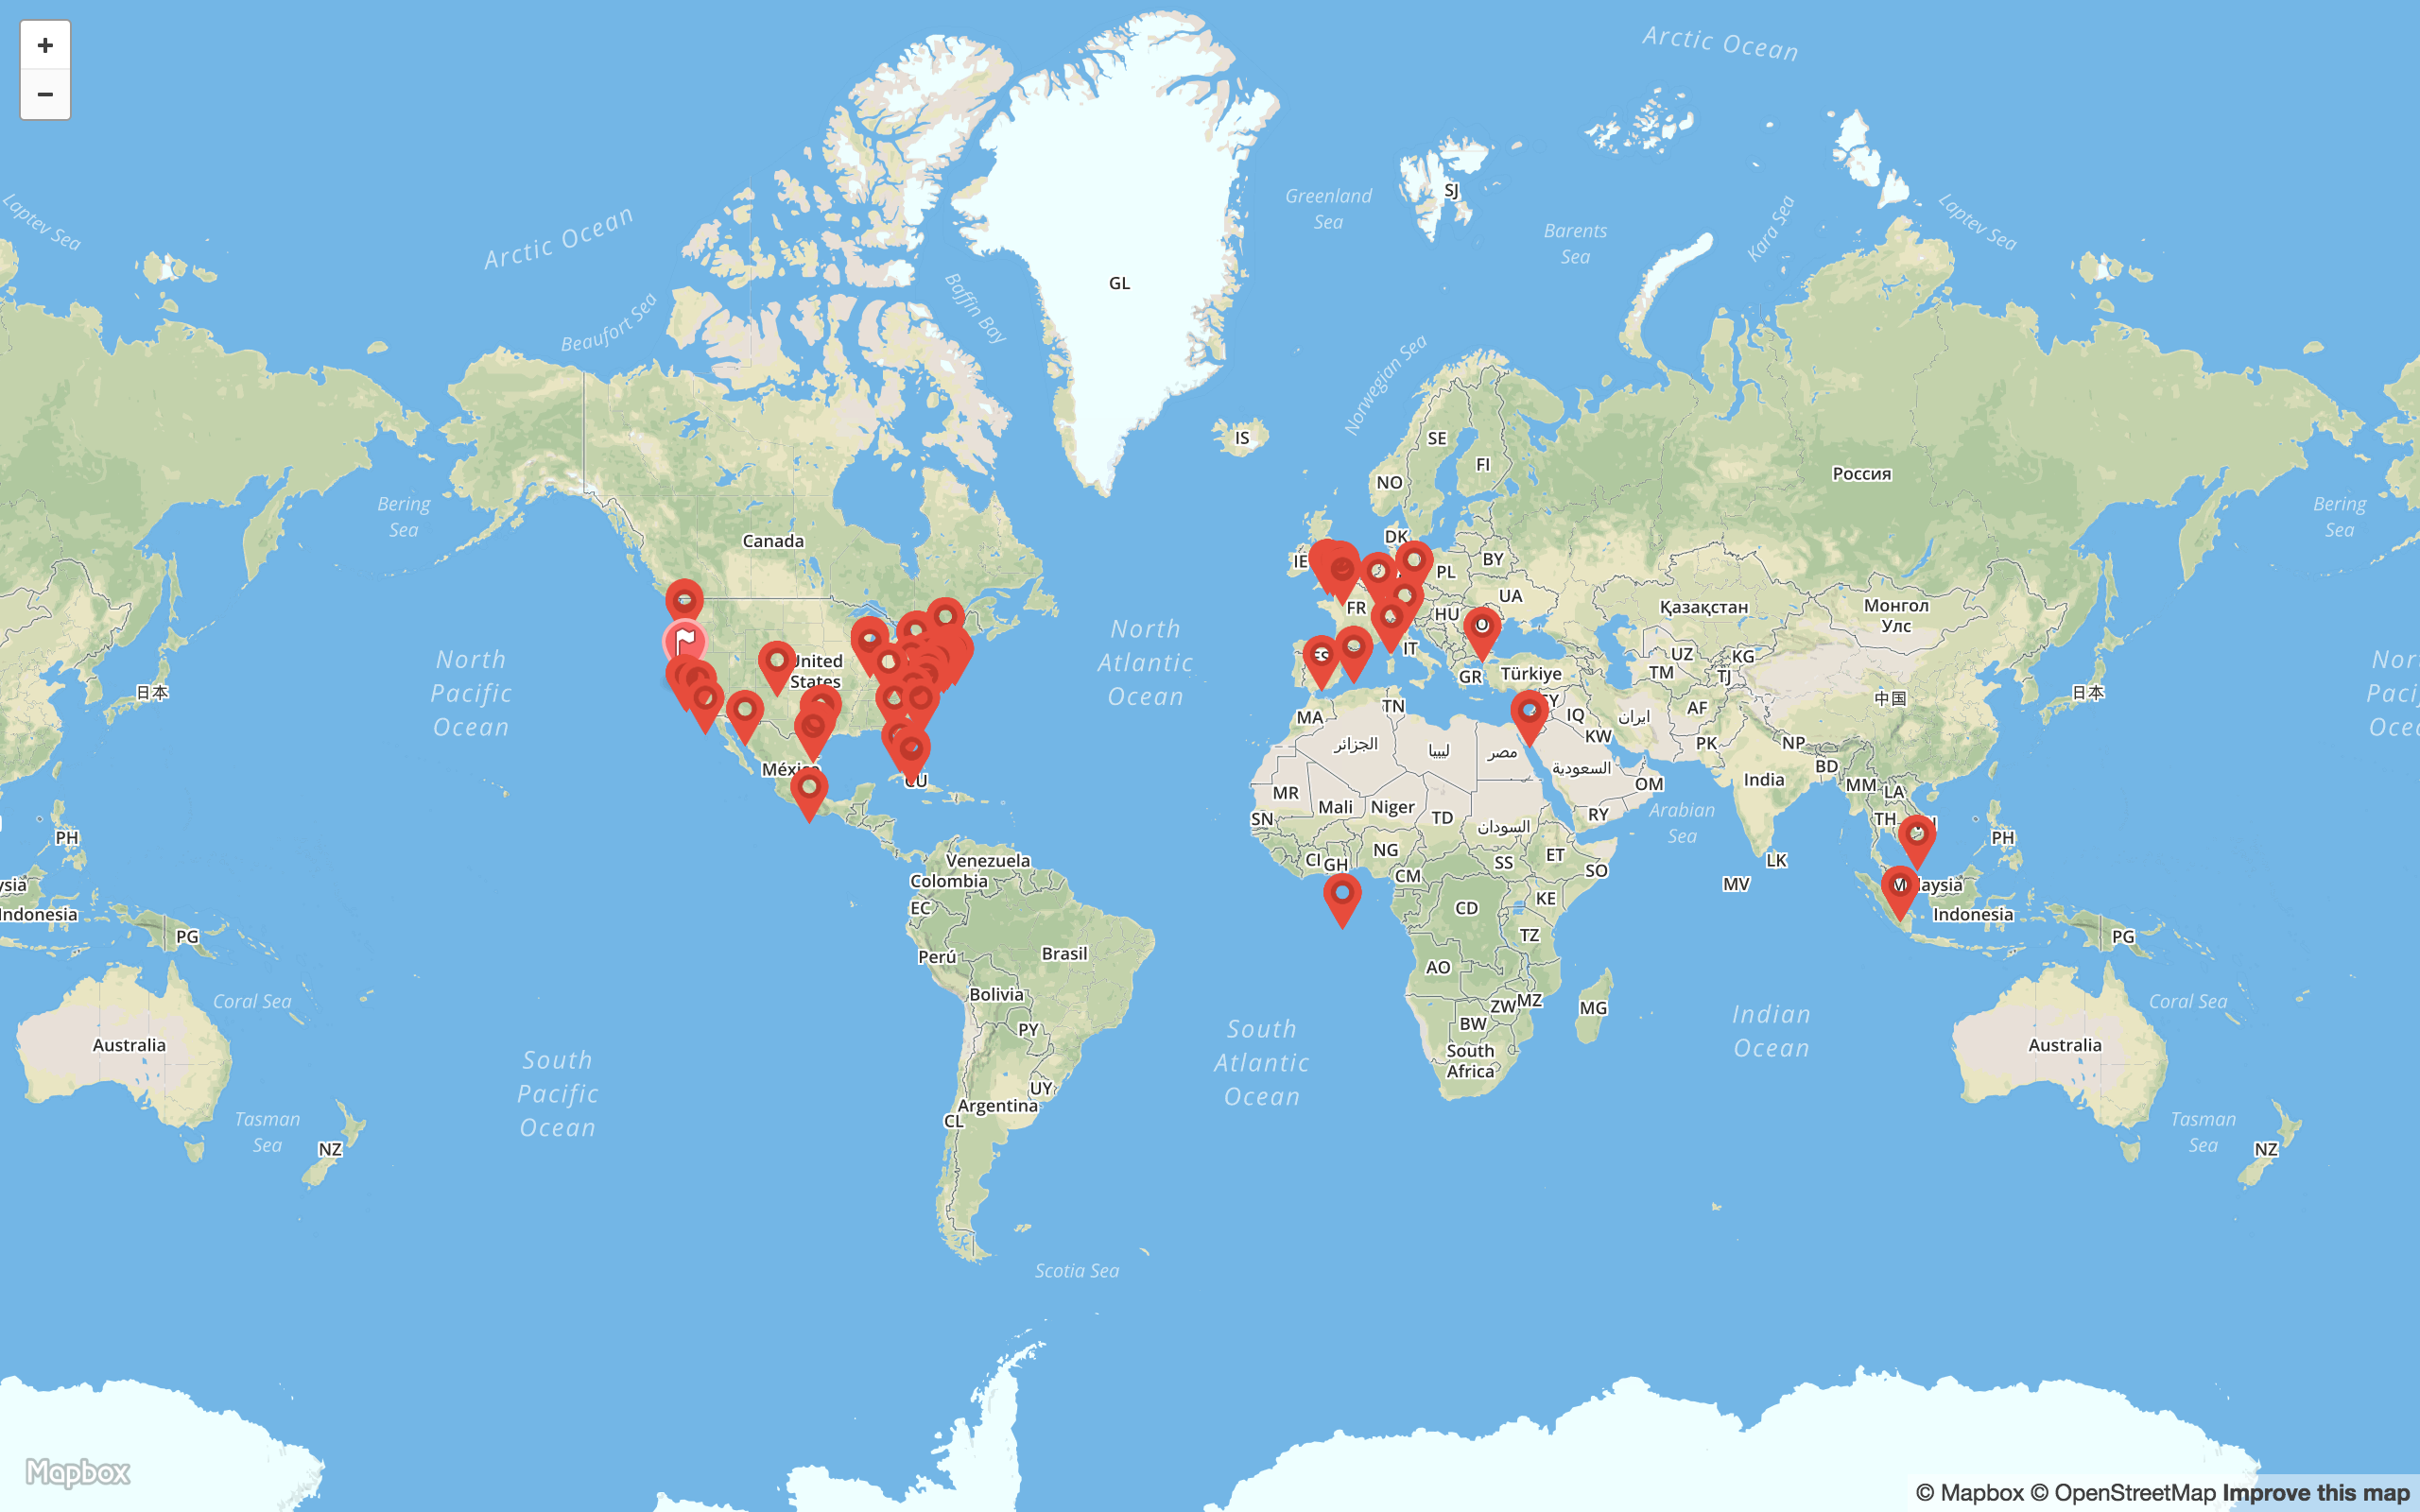 +
−
Arctic Ocean
Laptev Sea
Arctic Ocean
Beaufort Sea
Baffin Bay
GL
Greenland
Sea
SJ
Barents
Sea
Kara Sea
Laptev Sea
Norwegian Sea
IS
SE
FI
NO
Россия
Bering
Sea
Bering
Sea
Canada
DK
IE
BY
PL
UA
FR
HU
Қазақстан
Монгол
Улс
North
Pacific
Ocean
United
States
North
Atlantic
Ocean
ES
IT
GR
Türkiye
UZ
KG
TM
TJ
中国
日本
日本
MA
TN
IQ
ایران
AF
KW
PK
NP
الجزائر
ليبيا
مصر
السعودية
OM
BD
India
MM
LA
México
CU
MR
Mali
Niger
TD
RY
Arabian
Sea
SN
السودان
TH
PH
PH
CI
GH
NG
SS
ET
SO
CM
LK
MV
Venezuela
Colombia
EC
KE
CD
TZ
Malaysia
Indonesia
ysia
Indonesia
PG
PG
Perú
Brasil
Bolivia
PY
AO
ZW
MZ
MG
BW
South
Africa
Coral Sea
Coral Sea
Australia
Australia
South
Pacific
Ocean
South
Atlantic
Ocean
Indian
Ocean
UY
Argentina
CL
Tasman
Sea
Tasman
Sea
NZ
NZ
Scotia Sea
Mapbox
© Mapbox © OpenStreetMap Improve this map